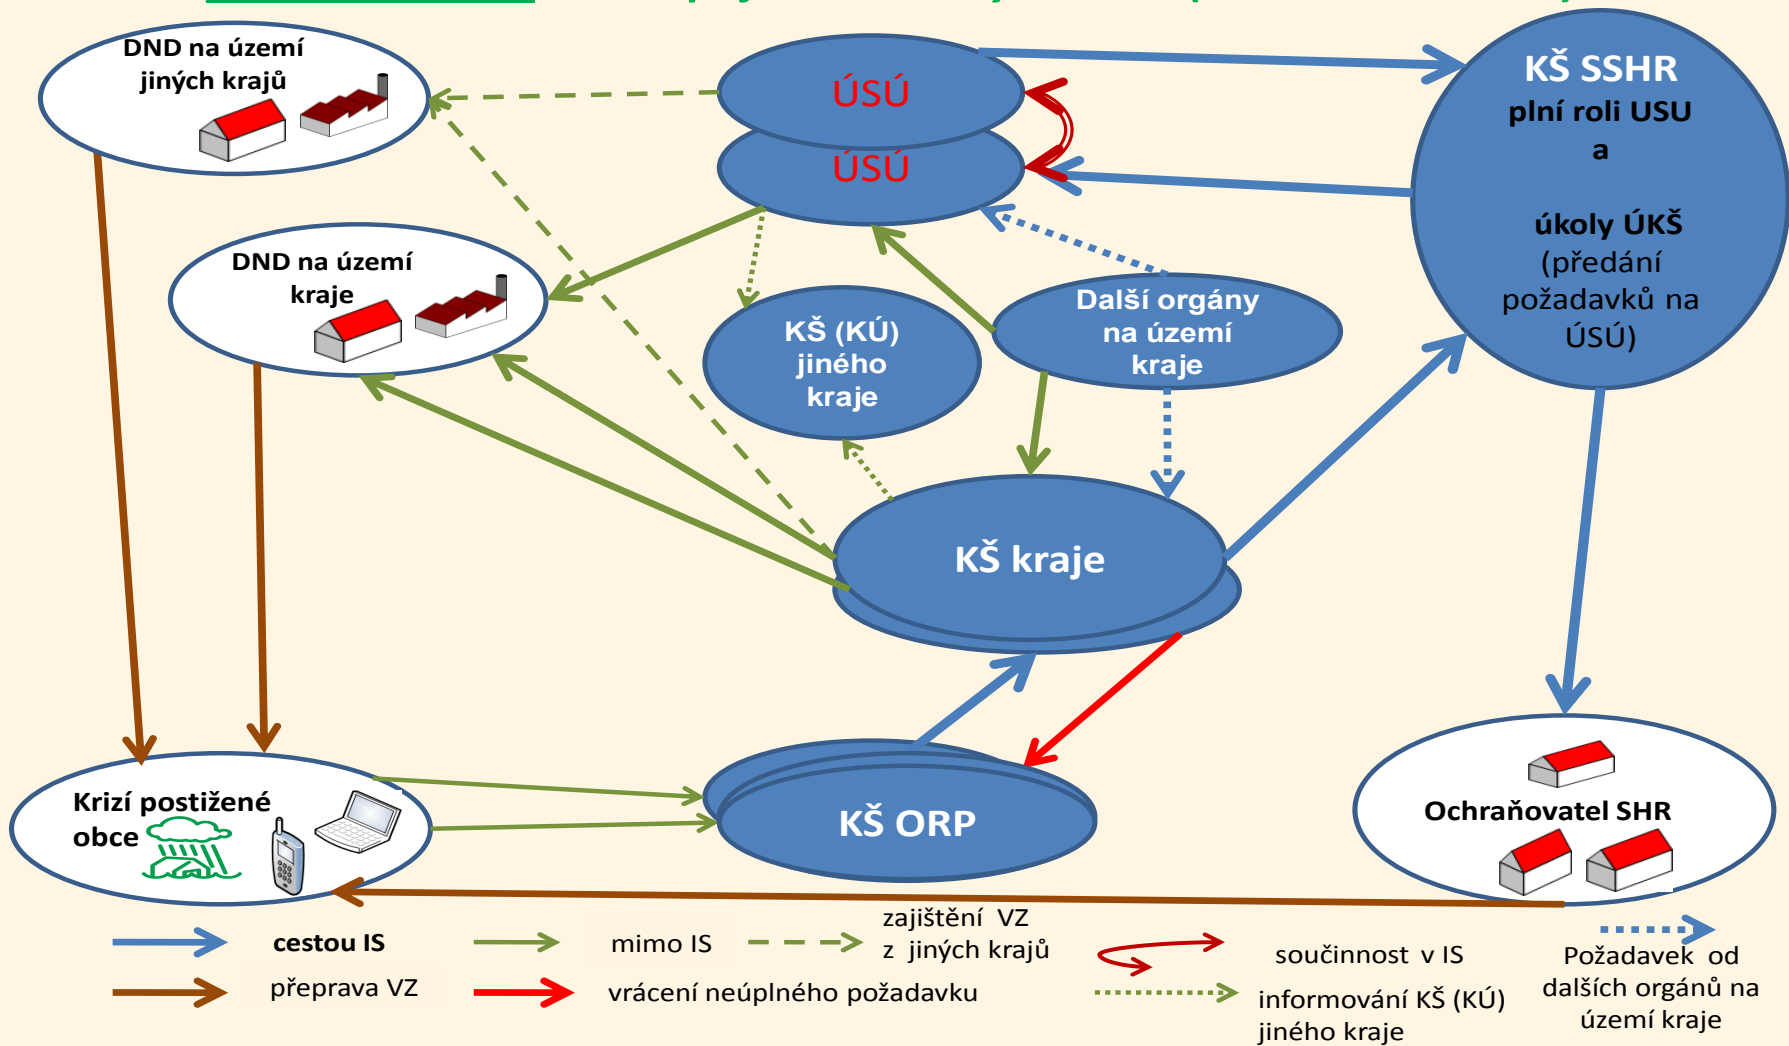 DND na území
jiných krajů
ÚSÚ
ÚSÚ
KŠ SSHR
plní roli USU
a
úkoly ÚKŠ
(předání
požadavků na
ÚSÚ)
DND na území
kraje
KŠ (KÚ)
jiného
kraje
Další orgány
na území
kraje
KŠ kraje
Krizí postižené
obce
KŠ ORP
Ochraňovatel SHR
cestou IS
mimo IS
zajištění VZ
z jiných krajů
součinnost v IS
Požadavek od
dalších orgánů na
území kraje
přeprava VZ
vrácení neúplného požadavku
informování KŠ (KÚ)
jiného kraje